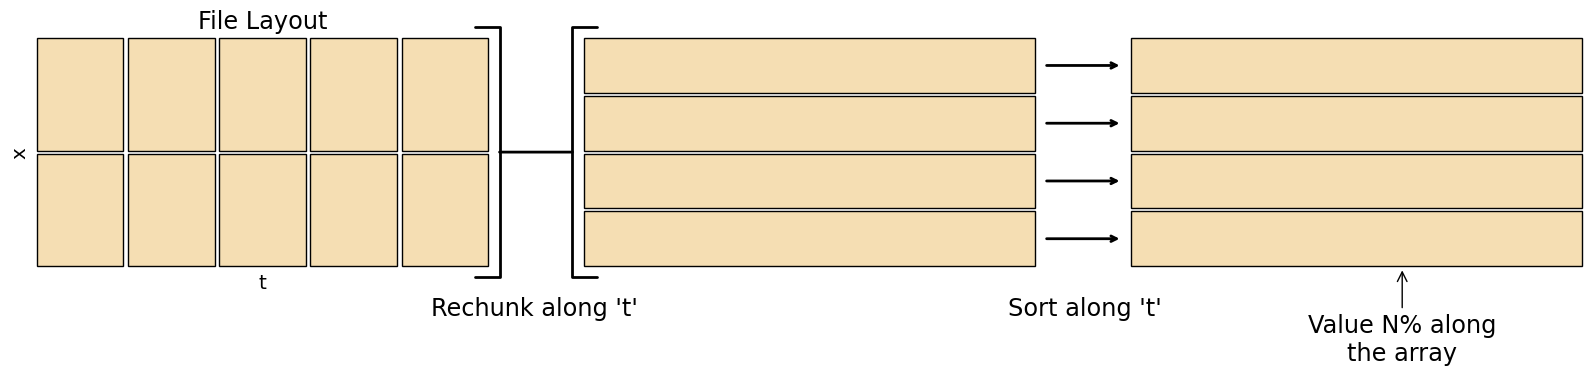 File Layout
x
t
Rechunk along 't'
Sort along 't'
Value N% along
the array